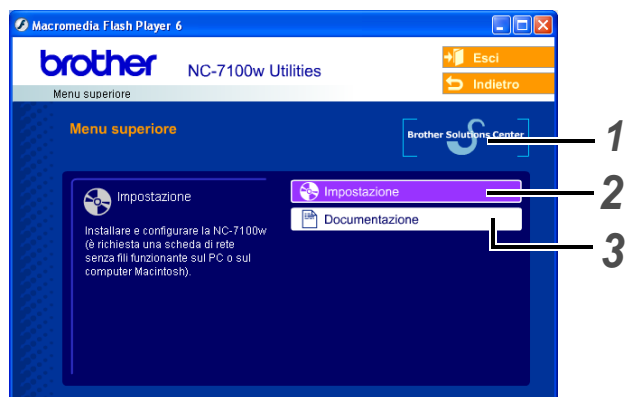 Macromedia Flash Player 6
brother
NC-7100w Utilities
Esci
Indietro
Menu superiore
Menu superiore
Brother Solutions Center
1
Impostazione
Impostazione
2
Documentazione
3
Installare e configurare la NC-7100w
(è richiesta una scheda di rete
senza fili funzionante sul PC o sul
computer Macintosh).